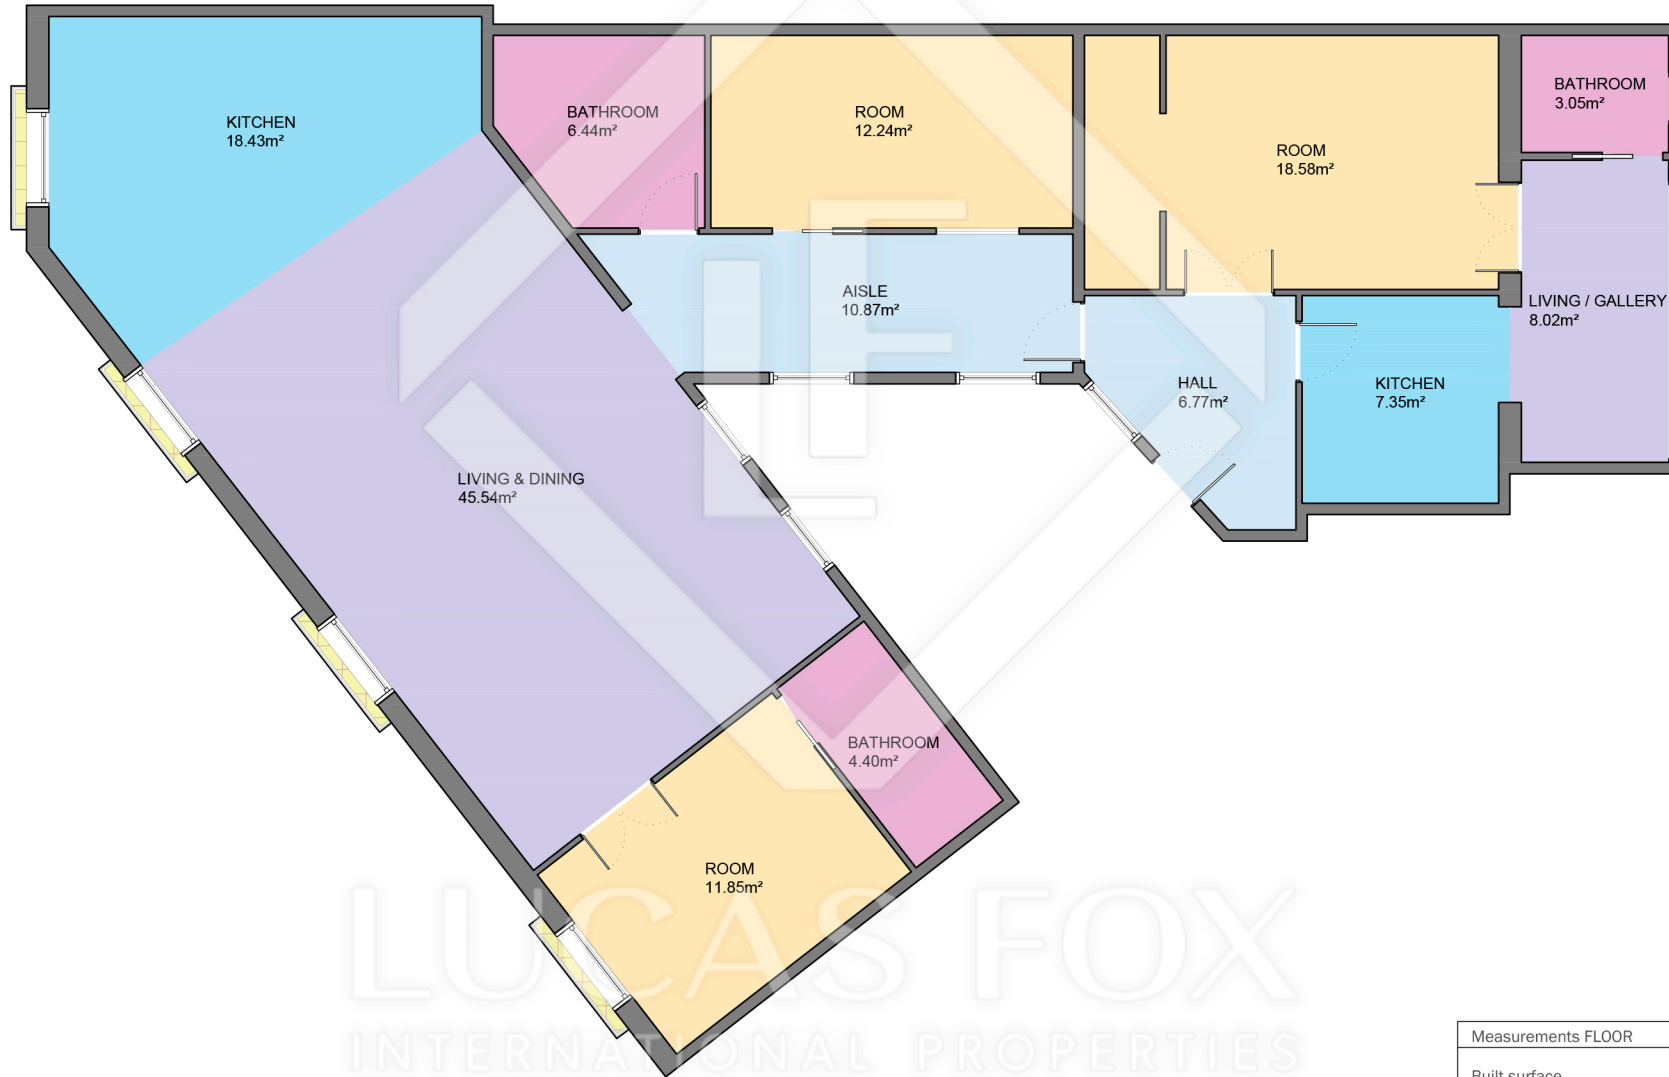 KITCHEN
18.43m²
BATHROOM
6.44m²
ROOM
12.24m²
ROOM
18.58m²
BATHROOM
3.05m²
AISLE
10.87m²
LIVING / GALLERY
8.02m²
HALL
6.77m²
KITCHEN
7.35m²
LIVING & DINING
45.54m²
BATHROOM
4.40m²
ROOM
11.85m²
LUCAS FOX
INTERNATIONAL PROPERTIES
Measurements FLOOR
Built surface